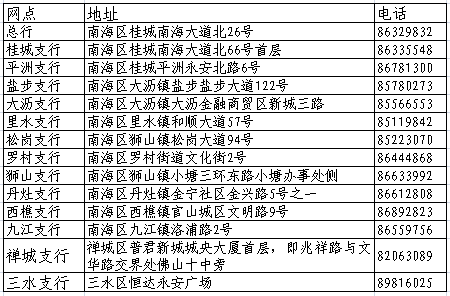 网点 地址 电话
总行 南海区桂城南海大道北26号 86329832
桂城支行 南海区桂城南海大道北66号首层 86335548
平洲支行 南海区桂城平洲永安北路6号 86781300
盐步支行 南海区大沥镇盐步盐步大道122号 85780273
大沥支行 南海区大沥镇大沥金融商贸区新城三路 85566553
里水支行 南海区里水镇和顺大道57号 85119842
松岗支行 南海区狮山镇松岗大道94号 85223070
罗村支行 南海区罗村街道文化街2号 86444868
狮山支行 南海区狮山镇小塘三环东路小塘办事处侧 86633992
丹灶支行 南海区丹灶镇金宁社区金兴路5号之一 86612808
西樵支行 南海区西樵镇官山城区文明路9号 86892823
九江支行 南海区九江镇洛浦路2号 86559756
禅城支行 禅城区普君新城城央大厦首层，即兆祥路与文 82063089
华路交界处佛山十中旁
三水支行 三水区恒达永安广场 89816025